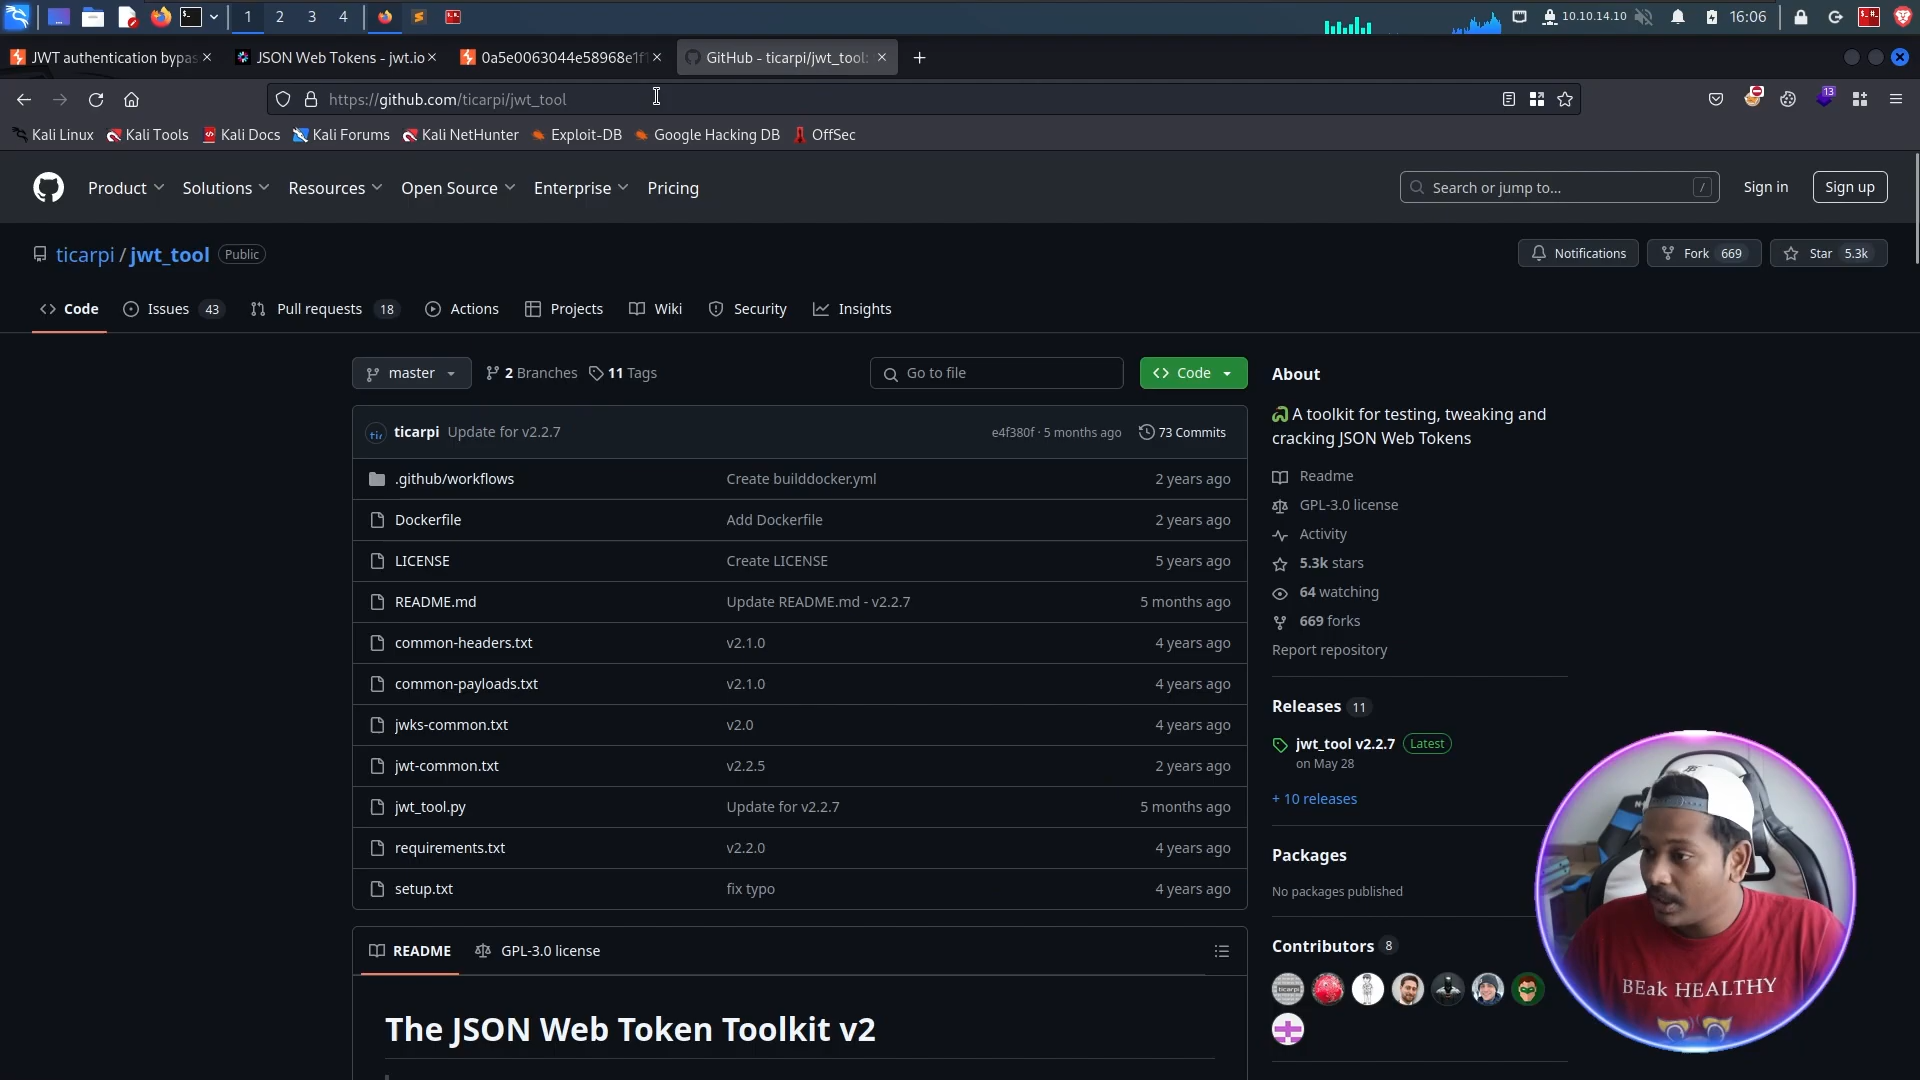 1 2 3 4 10.10.14.10 16:06
JWT authentication bypas JSON Web Tokens - jwt.io 0a5e0063044e58968e1f1 GitHub - ticarpi/jwt_tool:
https://github.com/ticarpi/jwt_tool 13
Kali Linux Kali Tools Kali Docs Kali Forums Kali NetHunter Exploit-DB Google Hacking DB OffSec
Product Solutions Resources Open Source Enterprise Pricing Search or jump to... / Sign in Sign up
ticarpi / jwt_tool Public Notifications Fork 669 Star 5.3k
Code Issues 43 Pull requests 18 Actions Projects Wiki Security Insights
master 2 Branches 11 Tags Go to file Code
ticarpi Update for v2.2.7 e4f380f · 5 months ago 73 Commits
.github/workflows Create builddocker.yml 2 years ago
Dockerfile Add Dockerfile 2 years ago
LICENSE Create LICENSE 5 years ago
README.md Update README.md - v2.2.7 5 months ago
common-headers.txt v2.1.0 4 years ago
common-payloads.txt v2.1.0 4 years ago
jwks-common.txt v2.0 4 years ago
jwt-common.txt v2.2.5 2 years ago
jwt_tool.py Update for v2.2.7 5 months ago
requirements.txt v2.2.0 4 years ago
setup.txt fix typo 4 years ago
README GPL-3.0 license
The JSON Web Token Toolkit v2
About
A toolkit for testing, tweaking and
cracking JSON Web Tokens
Readme
GPL-3.0 license
Activity
5.3k stars
64 watching
669 forks
Report repository
Releases 11
jwt_tool v2.2.7 Latest
on May 28
+ 10 releases
Packages
No packages published
Contributors 8
BEak HEALTHY